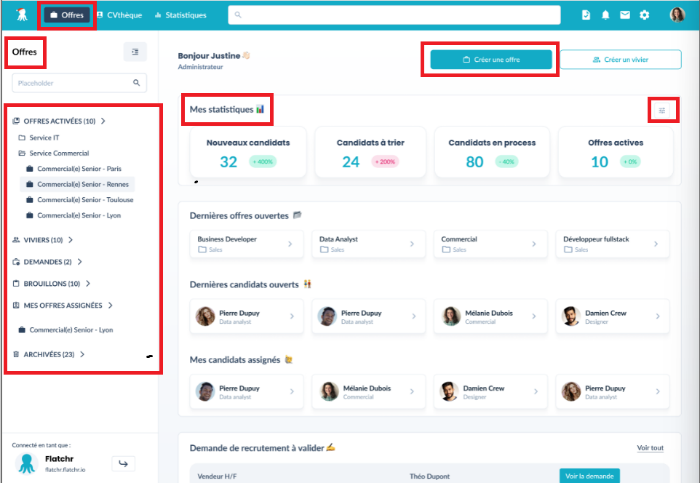 Offres CVthèque Statistiques
Offres
Placeholder
OFFRES ACTIVÉES (10)
Service IT
Service Commercial
Commercial(e) Senior - Paris
Commercial(e) Senior - Rennes
Commercial(e) Senior - Toulouse
Commercial(e) Senior - Lyon
VIVIERS (10)
DEMANDES (2)
BROUILLONS (10)
MES OFFRES ASSIGNÉES
Commercial(e) Senior - Lyon
ARCHIVÉES (23)
Connecté en tant que :
Flatchr
flatchr.flatchr.io
Bonjour Justine
Administrateur
Créer une offre
Créer un vivier
Mes statistiques
Nouveaux candidats
32 + 400%
Candidats à trier
24 + 200%
Candidats en process
80 - 40%
Offres actives
10 + 0%
Dernières offres ouvertes
Business Developer
Sales
Data Analyst
Sales
Commercial
Sales
Développeur fullstack
Sales
Dernières candidats ouverts
Pierre Dupuy
Data analyst
Pierre Dupuy
Data analyst
Mélanie Dubois
Commercial
Damien Crew
Designer
Mes candidats assignés
Pierre Dupuy
Data analyst
Mélanie Dubois
Commercial
Damien Crew
Designer
Pierre Dupuy
Data analyst
Demande de recrutement à valider
Voir tout
Vendeur H/F Théo Dupont Voir la demande